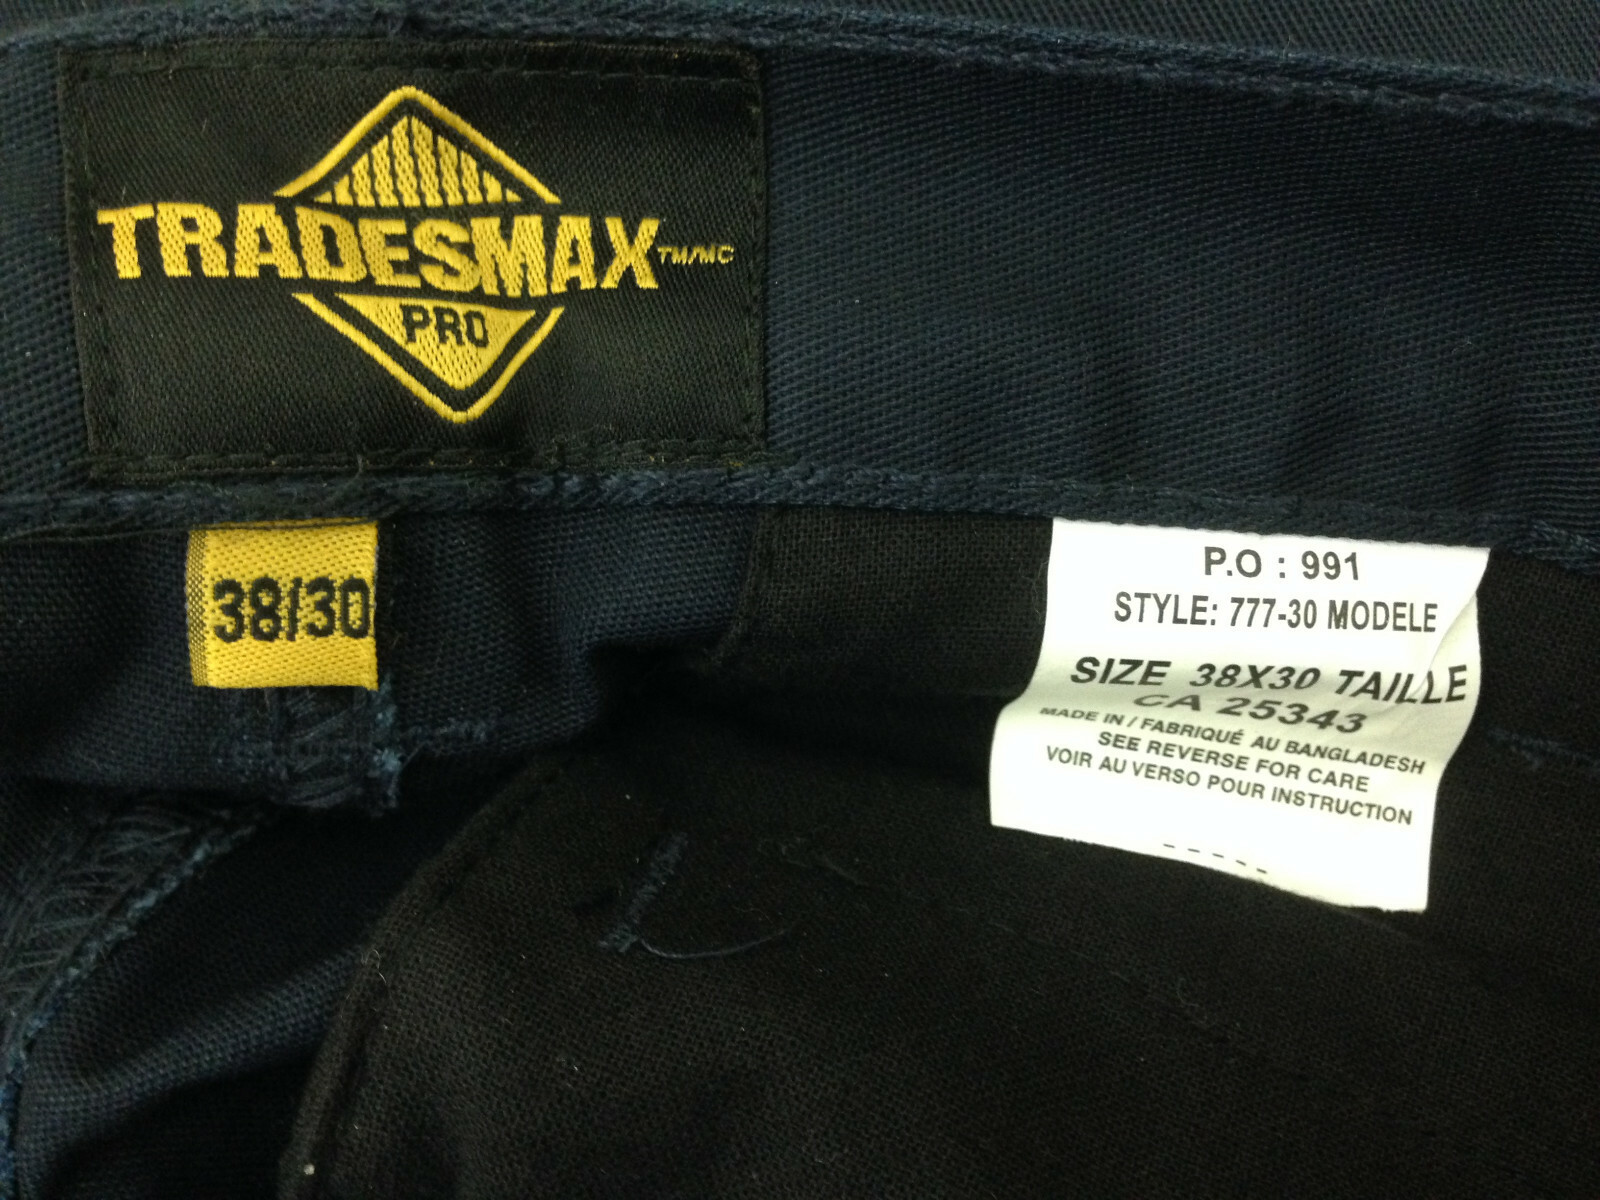 TRADESMAX TM/MC
PRO
38/30
P.O : 991
STYLE: 777-30 MODELE
SIZE 38X30 TAILLE
CA 25343
MADE IN / FABRIQUÉ AU BANGLADESH
SEE REVERSE FOR CARE
VOIR AU VERSO POUR INSTRUCTION